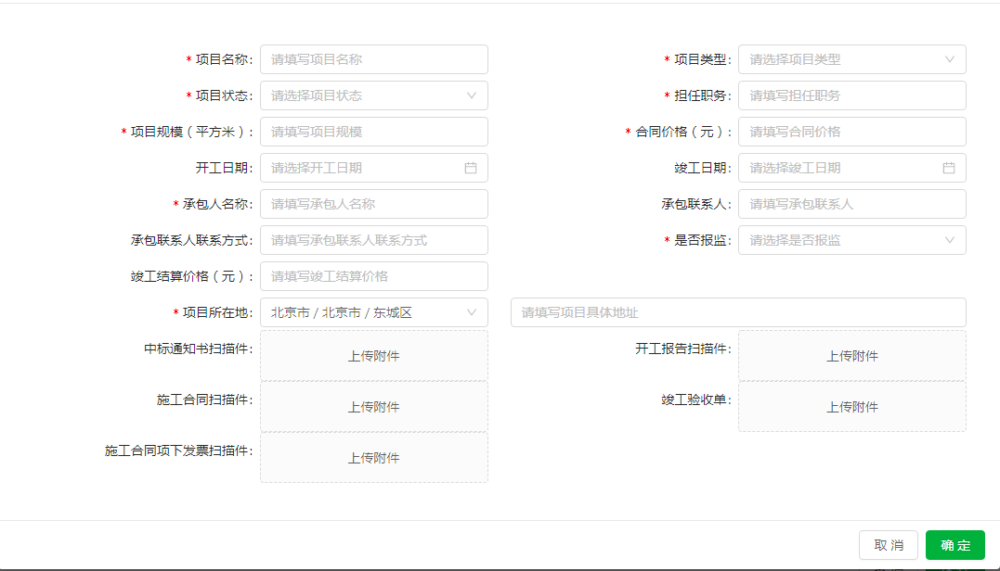 * 项目名称: 请填写项目名称 * 项目类型: 请选择项目类型
* 项目状态: 请选择项目状态 * 担任职务: 请填写担任职务
* 项目规模（平方米）: 请填写项目规模 * 合同价格（元）: 请填写合同价格
开工日期: 请选择开工日期 竣工日期: 请选择竣工日期
* 承包人名称: 请填写承包人名称 承包联系人: 请填写承包联系人
承包联系人联系方式: 请填写承包联系人联系方式 * 是否报监: 请选择是否报监
竣工结算价格（元）: 请填写竣工结算价格
* 项目所在地: 北京市 / 北京市 / 东城区 请填写项目具体地址
中标通知书扫描件: 上传附件 开工报告扫描件: 上传附件
施工合同扫描件: 上传附件 竣工验收单: 上传附件
施工合同项下发票扫描件: 上传附件
取 消 确 定